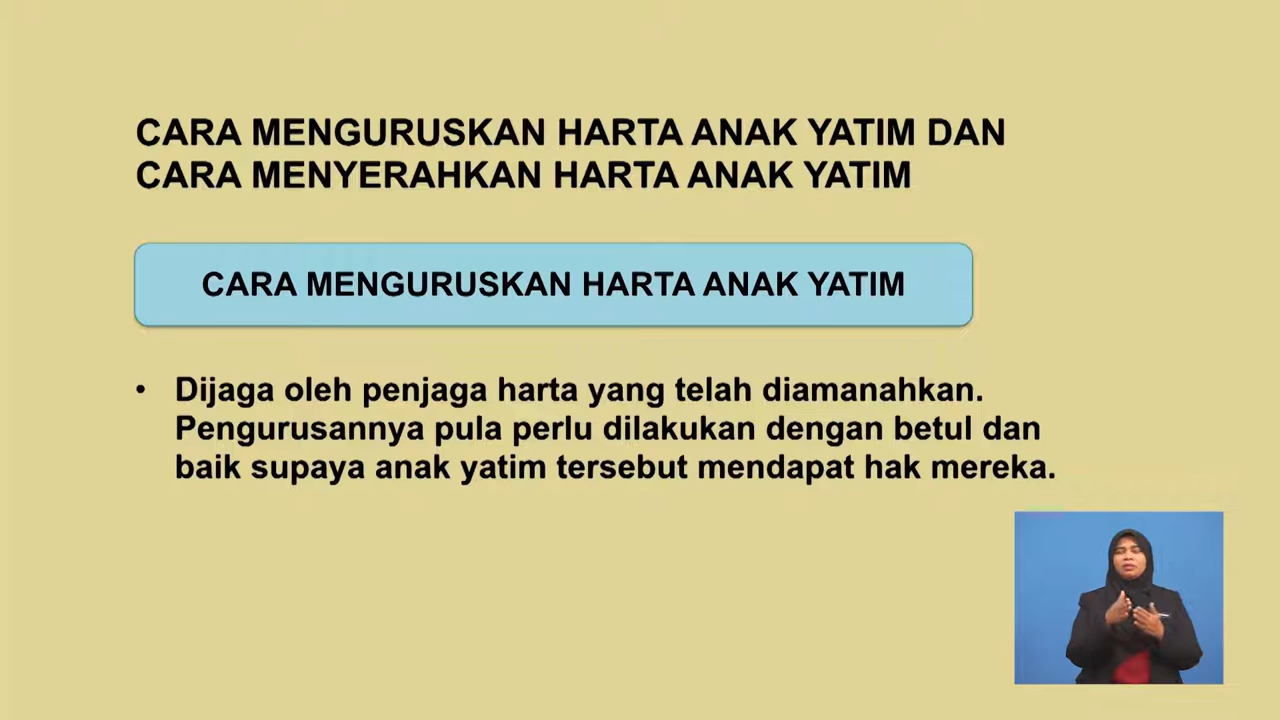 CARA MENGURUSKAN HARTA ANAK YATIM DAN
CARA MENYERAHKAN HARTA ANAK YATIM
CARA MENGURUSKAN HARTA ANAK YATIM
• Dijaga oleh penjaga harta yang telah diamanahkan.
Pengurusannya pula perlu dilakukan dengan betul dan
baik supaya anak yatim tersebut mendapat hak mereka.